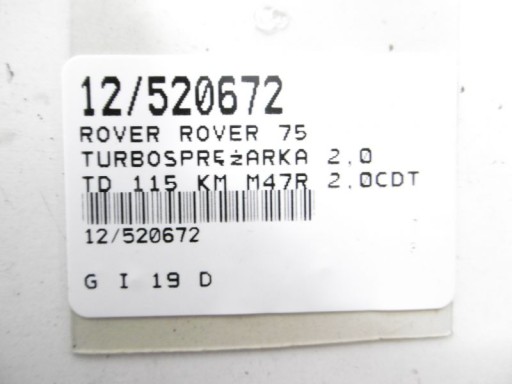 12/520672
ROVER ROVER 75
TURBOSPRĘŻARKA 2,0
TD 115 KM M47R 2.0CDT
12/520672
G I 19 D